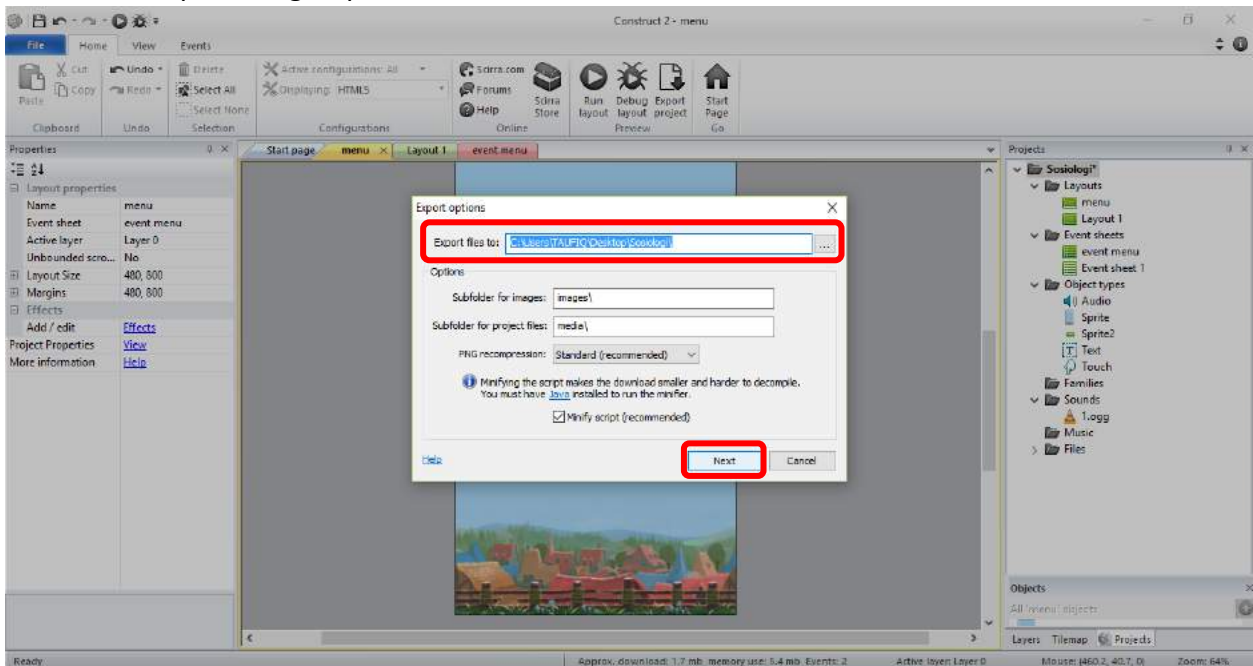 Construct 2 - menu
File Home View Events
Paste Cut Copy
Clipboard
Undo Redo
Undo
Delete Select All Select None
Selection
Active configurations: All
Displaying: HTML5
Configurations
Scirra.com Forums Help Scirra Store
Online
Run layout Debug layout Export project
Preview
Start Page
Go
Properties
Start page menu Layout 1 event menu
Projects
Layout properties
Name menu
Event sheet event menu
Active layer Layer 0
Unbounded scro... No
Layout Size 480, 800
Margins 480, 800
Effects
Add / edit Effects
Project Properties View
More information Help
Export options
Export files to: C:\Users\TAUFIQ\Desktop\Sosiologi\ ...
Options
Subfolder for images: images\
Subfolder for project files: media\
PNG recompression: Standard (recommended)
Minifying the script makes the download smaller and harder to decompile.
You must have Java installed to run the minifier.
Minify script (recommended)
Help Next Cancel
Sosiologi*
Layouts
menu
Layout 1
Event sheets
event menu
Event sheet 1
Object types
Audio
Sprite
Sprite2
Text
Touch
Families
Sounds
1.ogg
Music
Files
Objects
All 'menu' objects
Layers Tilemap Projects
Ready Approx. download: 1.7 mb memory use: 5.4 mb Events: 2 Active layer: Layer 0 Mouse: (460.2, 40.7, 0) Zoom: 64%